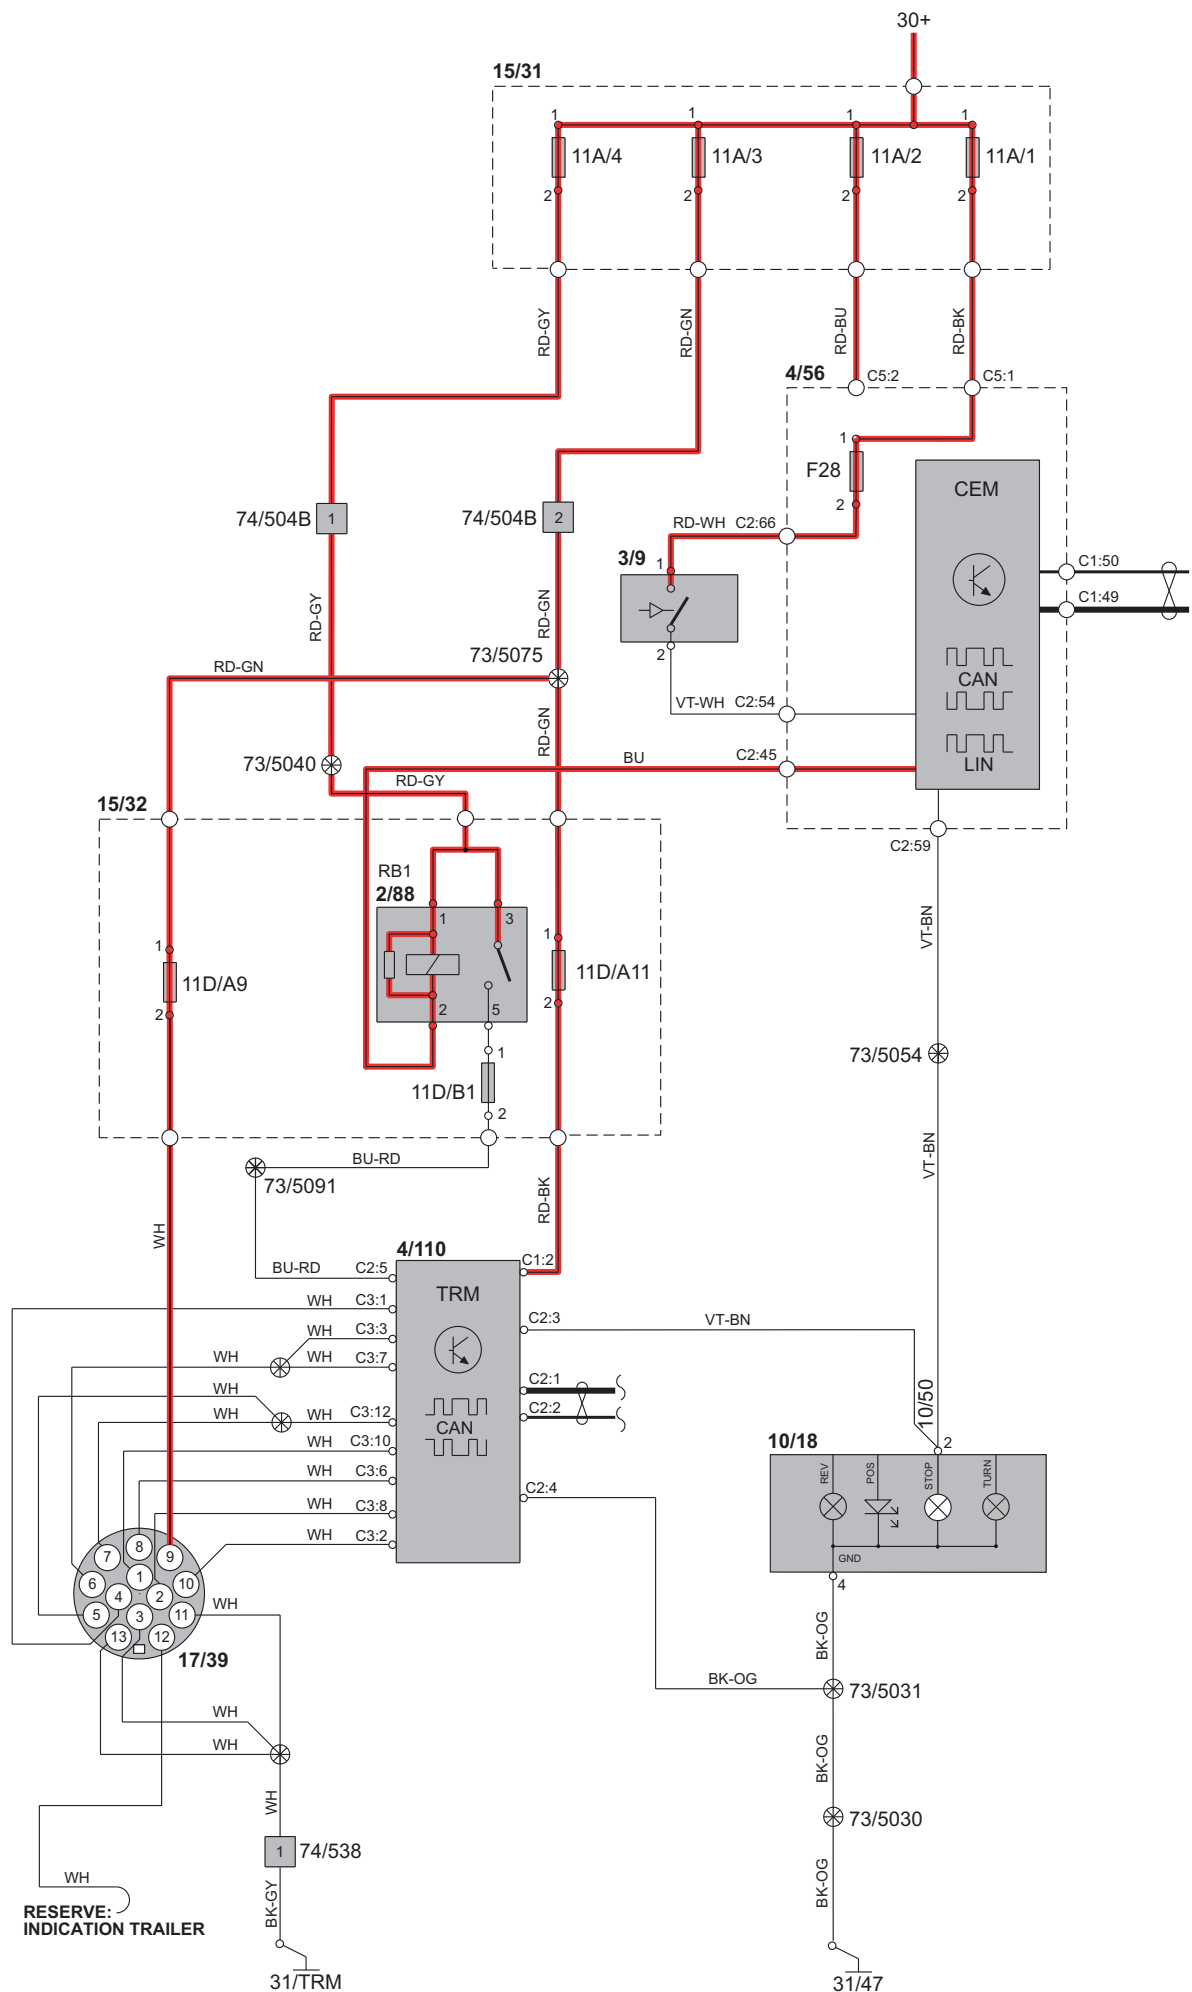 30+
15/31
1 1 1 1
11A/4 11A/3 11A/2 11A/1
2 2 2 2
RD-GY RD-GN RD-BU RD-BK
4/56 C5:2 C5:1
1
F28
2
CEM
74/504B 1 74/504B 2
RD-WH C2:66
3/9
1
2
C1:50
C1:49
RD-GY RD-GN
73/5075
RD-GN
CAN
VT-WH C2:54
RD-GN
LIN
BU C2:45
73/5040
RD-GY
15/32
C2:59
RB1
2/88
1 3
VT-BN
1 1
11D/A9 11D/A11
2 2
2 5
1
11D/B1
2
73/5054
BU-RD
73/5091
VT-BN
RD-BK
WH
4/110
C1:2
BU-RD C2:5
TRM
WH C3:1
C2:3 VT-BN
WH C3:3
WH WH C3:7
C2:1
WH
C2:2
WH WH C3:12
CAN
WH C3:10
10/50
10/18 2
WH C3:6
REV POS STOP TURN
C2:4
WH C3:8
WH C3:2
GND
4
8
7 9
1
6 10
4 2
5 3 11
13 12
WH
17/39
BK-OG
BK-OG
73/5031
WH
WH
BK-OG
WH
73/5030
1 74/538
WH
BK-GY
BK-OG
RESERVE:
INDICATION TRAILER
31/TRM
31/47